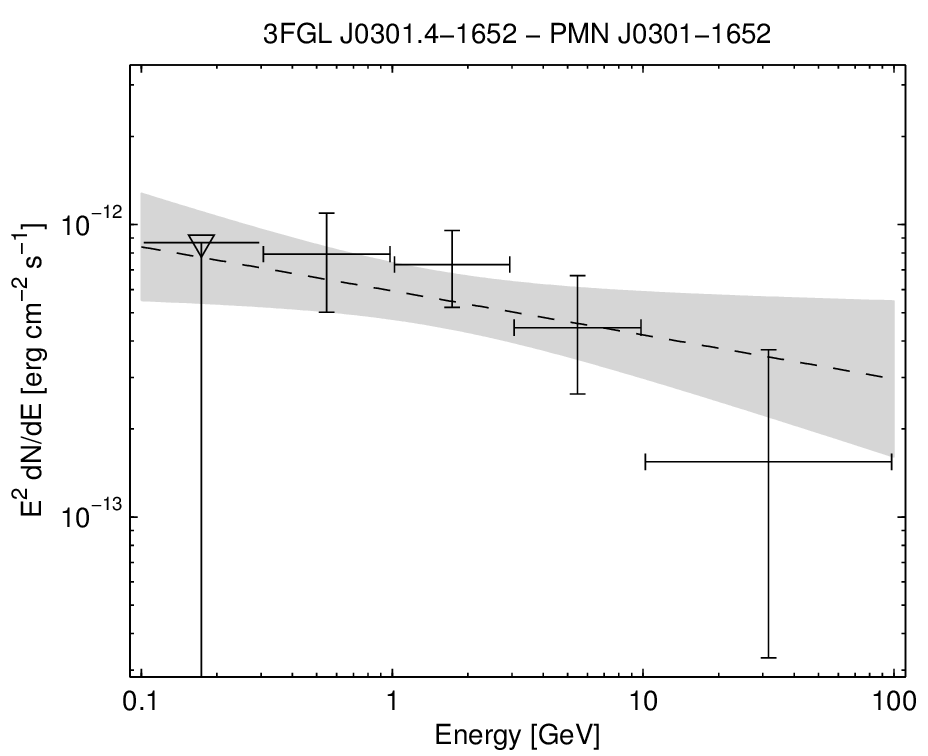 3FGL J0301.4−1652 − PMN J0301−1652
E² dN/dE [erg cm⁻² s⁻¹]
10⁻¹²
10⁻¹³
0.1 1 10 100
Energy [GeV]